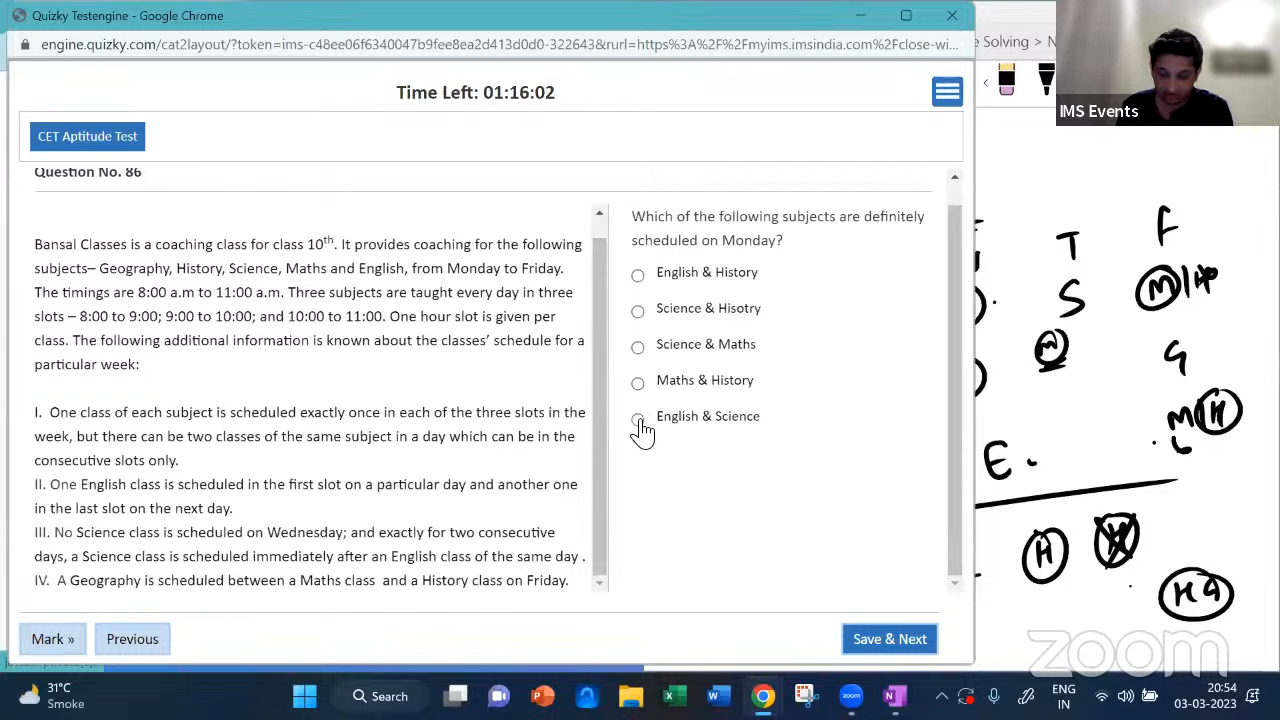 Quizky Testengine - Google Chrome
engine.quizky.com/cat2layout/?token=ims-c48ee06f6340047b9fee8e2d413d0d0-322643&rurl=https%3A%2F%2Fmyims.imsindia.com%2Fclose-wi...
e Solving > N
IMS Events
Time Left: 01:16:02
CET Aptitude Test
Question No. 86
Bansal Classes is a coaching class for class 10th. It provides coaching for the following
subjects– Geography, History, Science, Maths and English, from Monday to Friday.
The timings are 8:00 a.m to 11:00 a.m. Three subjects are taught every day in three
slots – 8:00 to 9:00; 9:00 to 10:00; and 10:00 to 11:00. One hour slot is given per
class. The following additional information is known about the classes' schedule for a
particular week:
I. One class of each subject is scheduled exactly once in each of the three slots in the
week, but there can be two classes of the same subject in a day which can be in the
consecutive slots only.
II. One English class is scheduled in the first slot on a particular day and another one
in the last slot on the next day.
III. No Science class is scheduled on Wednesday; and exactly for two consecutive
days, a Science class is scheduled immediately after an English class of the same day .
IV. A Geography is scheduled between a Maths class and a History class on Friday.
Which of the following subjects are definitely
scheduled on Monday?
English & History
Science & Hisotry
Science & Maths
Maths & History
English & Science
T F
S M/H
M G
M H
E
H H
H G
Mark »
Previous
Save & Next
zoom
31°C
Smoke
Search
zoom
ENG
IN
20:54
03-03-2023